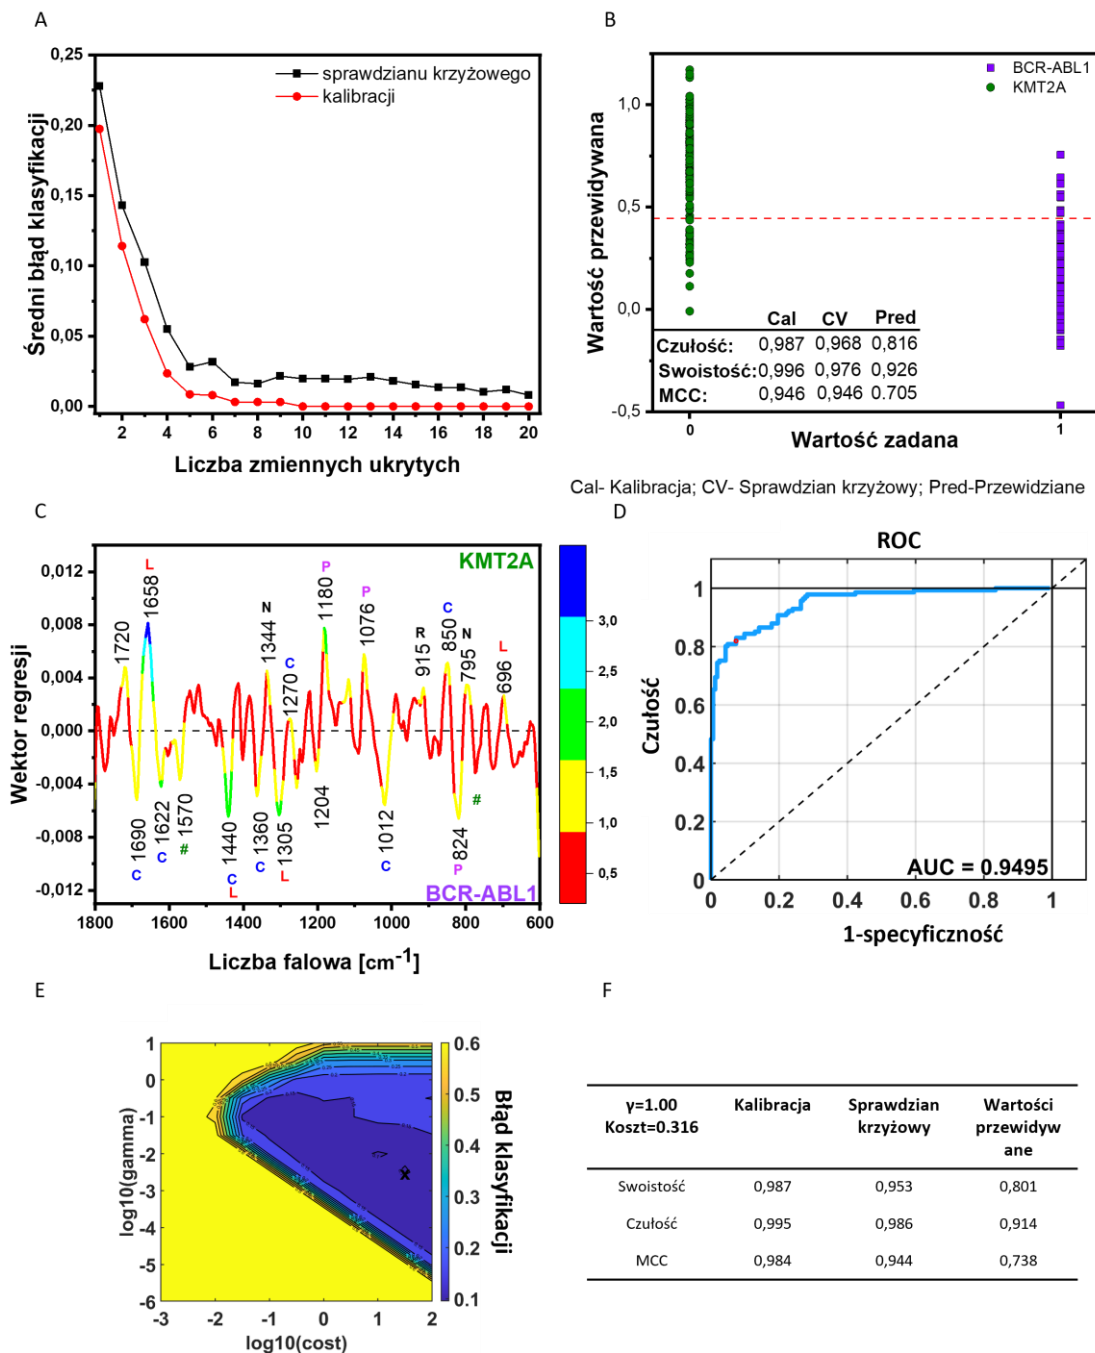 A
0,25
0,20
0,15
0,10
0,05
0,00
Średni błąd klasyfikacji
sprawdzianu krzyżowego
kalibracji
2 4 6 8 10 12 14 16 18 20
Liczba zmiennych ukrytych
B
1,0
0,5
0,0
-0,5
Wartość przewidywana
BCR-ABL1
KMT2A
Cal CV Pred
Czułość: 0,987 0,968 0,816
Swoistość: 0,996 0,976 0,926
MCC: 0,946 0,946 0.705
0 1
Wartość zadana
Cal- Kalibracja; CV- Sprawdzian krzyżowy; Pred-Przewidziane
C
0,012
0,008
0,004
0,000
-0,004
-0,008
-0,012
Wektor regresji
KMT2A
L P P N C C R N L
1720 1658 1344 1270 1180 1076 915 850 795 696
1690 1622 1570 1440 1360 1305 1204 1012 824
C C # C L C L C P #
BCR-ABL1
1800 1600 1400 1200 1000 800 600
Liczba falowa [cm-1]
3,0
2,5
2,0
1,5
1,0
0,5
D
ROC
1
0.8
0.6
0.4
0.2
0
Czułość
AUC = 0.9495
0 0.2 0.4 0.6 0.8 1
1-specyficzność
E
1
0
-1
-2
-3
-4
-5
-6
log10(gamma)
-3 -2 -1 0 1 2
log10(cost)
0.6
0.5
0.4
0.3
0.2
0.1
Błąd klasyfikacji
F
γ=1.00 Kalibracja Sprawdzian Wartości
Koszt=0.316 krzyżowy przewidyw
ane
Swoistość 0,987 0,953 0,801
Czułość 0,995 0,986 0,914
MCC 0,984 0,944 0,738